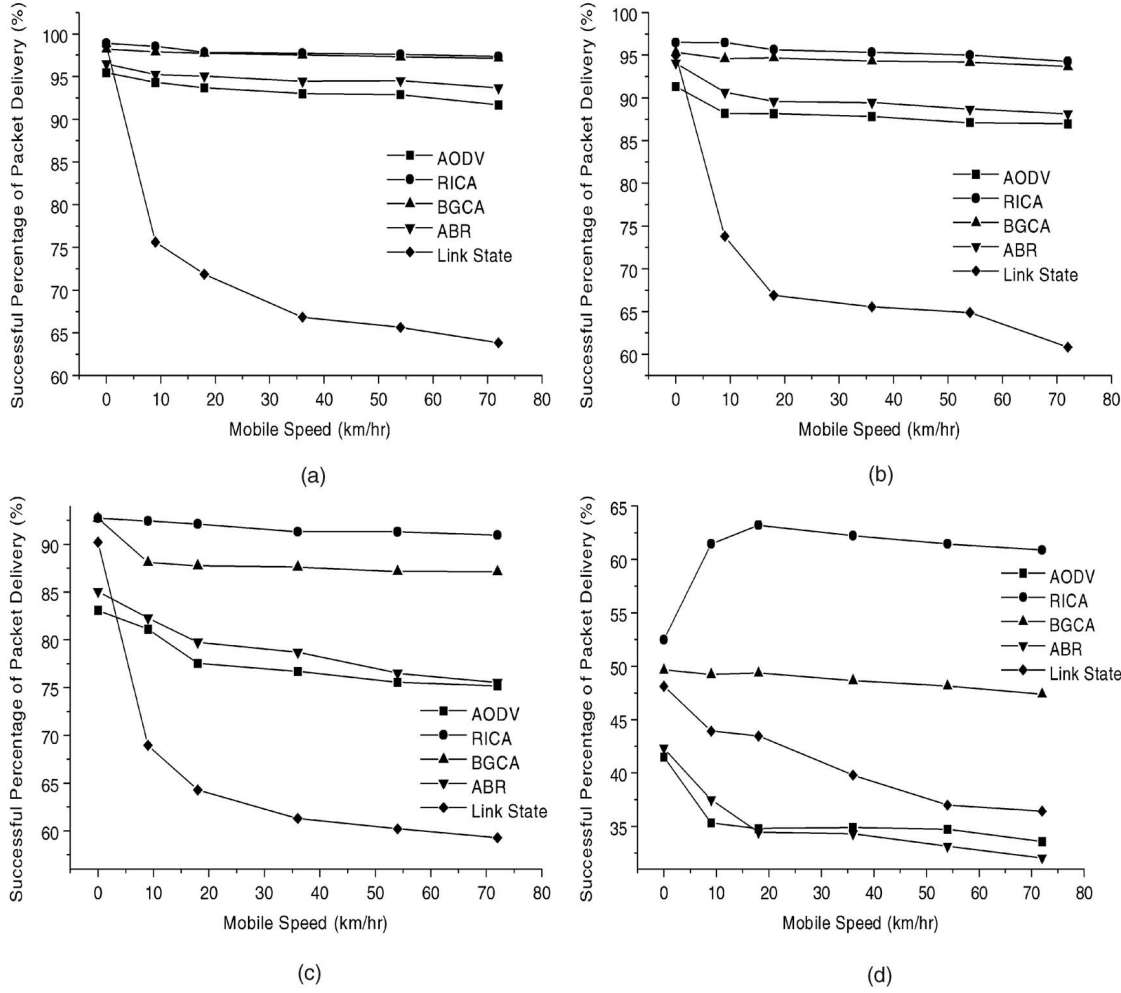 Successful Percentage of Packet Delivery (%)
100
95
90
85
80
75
70
65
60
AODV
RICA
BGCA
ABR
Link State
0 10 20 30 40 50 60 70 80
Mobile Speed (km/hr)
(a)
Successful Percentage of Packet Delivery (%)
100
95
90
85
80
75
70
65
60
AODV
RICA
BGCA
ABR
Link State
0 10 20 30 40 50 60 70 80
Mobile Speed (km/hr)
(b)
Successful Percentage of Packet Delivery (%)
90
85
80
75
70
65
60
AODV
RICA
BGCA
ABR
Link State
0 10 20 30 40 50 60 70 80
Mobile Speed (km/hr)
(c)
Successful Percentage of Packet Delivery (%)
65
60
55
50
45
40
35
AODV
RICA
BGCA
ABR
Link State
0 10 20 30 40 50 60 70 80
Mobile Speed (km/hr)
(d)